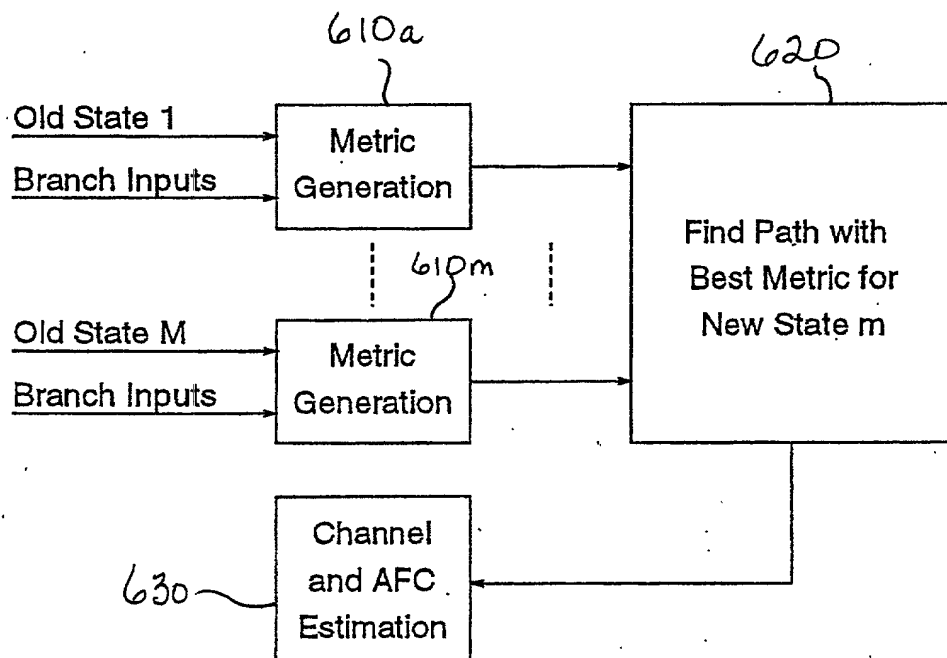 610a
620
Old State 1
Branch Inputs
Metric
Generation
Find Path with
Best Metric for
New State m
610m
Old State M
Branch Inputs
Metric
Generation
Channel
and AFC
Estimation
630